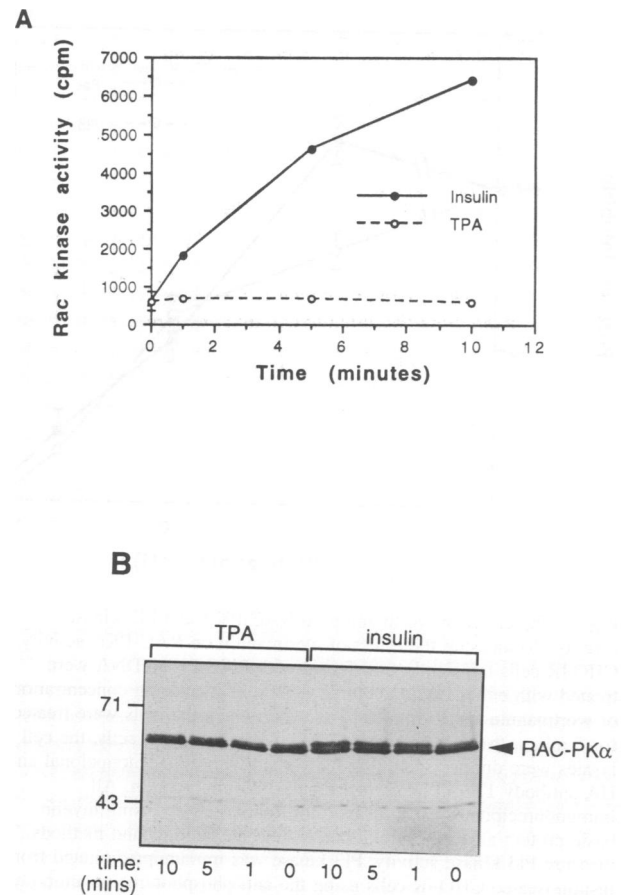 A
Rac kinase activity (cpm)
7000
6000
5000
4000
3000
2000
1000
0
Insulin
TPA
0 2 4 6 8 10 12
Time (minutes)
B
TPA insulin
71
43
RAC-PKα
time: 10 5 1 0 10 5 1 0
(mins)